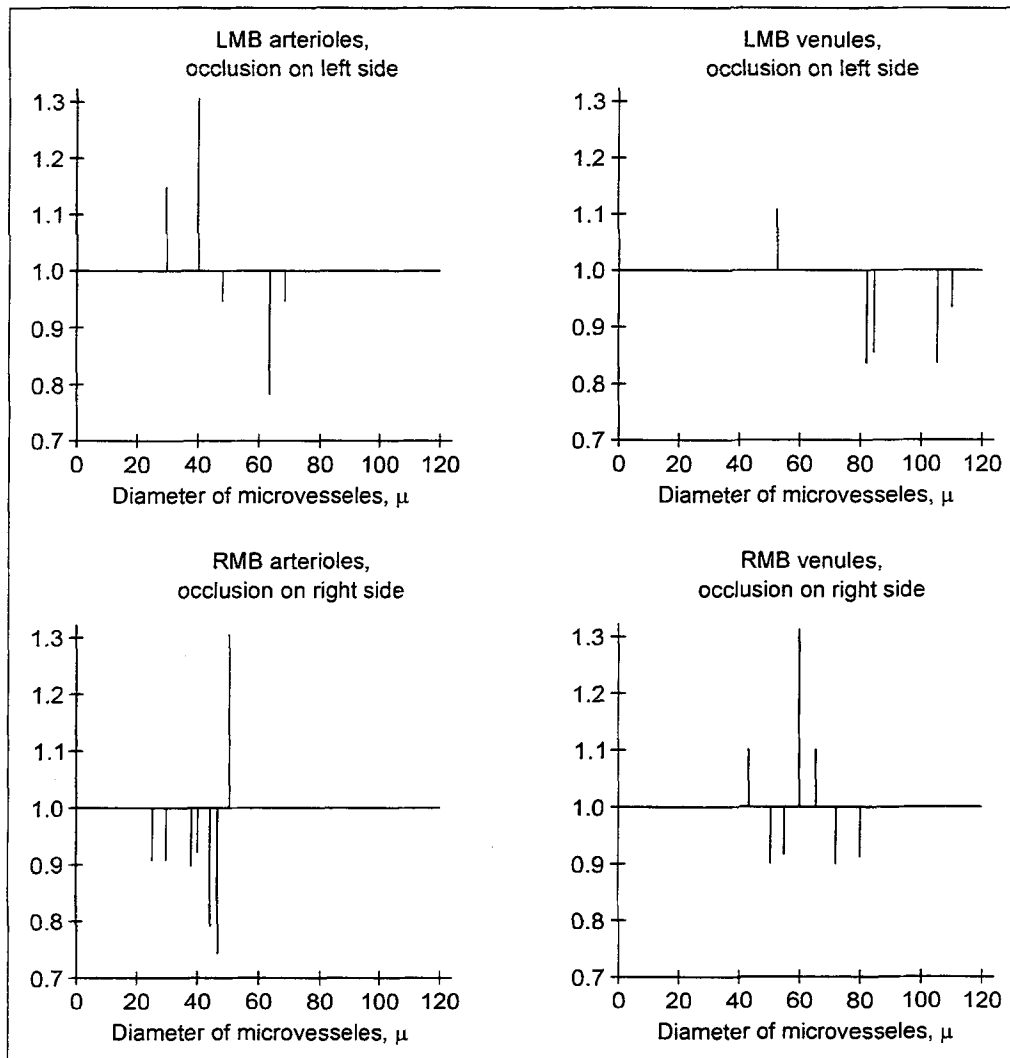 LMB arterioles,
occlusion on left side
1.3
1.2
1.1
1.0
0.9
0.8
0.7
0 20 40 60 80 100 120
Diameter of microvesseles, μ
LMB venules,
occlusion on left side
1.3
1.2
1.1
1.0
0.9
0.8
0.7
0 20 40 60 80 100 120
Diameter of microvesseles, μ
RMB arterioles,
occlusion on right side
1.3
1.2
1.1
1.0
0.9
0.8
0.7
0 20 40 60 80 100 120
Diameter of microvesseles, μ
RMB venules,
occlusion on right side
1.3
1.2
1.1
1.0
0.9
0.8
0.7
0 20 40 60 80 100 120
Diameter of microvesseles, μ